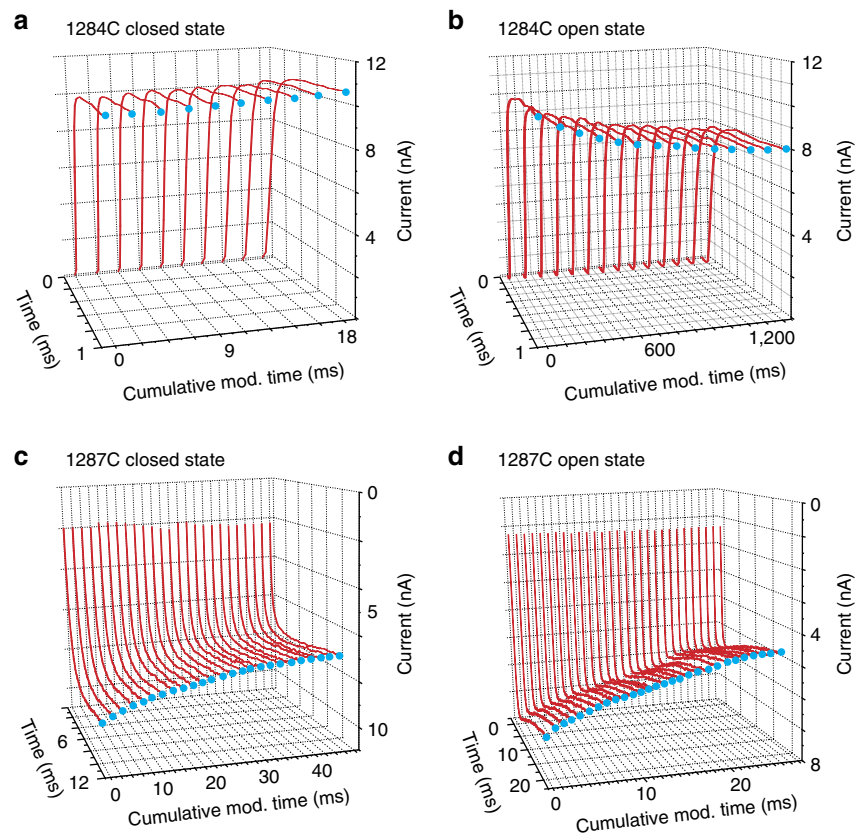 a 1284C closed state
12
8
4
Current (nA)
0
1
Time (ms)
0 9 18
Cumulative mod. time (ms)
b 1284C open state
12
8
4
Current (nA)
0
1
Time (ms)
0 600 1,200
Cumulative mod. time (ms)
c 1287C closed state
0
5
10
Current (nA)
6
12
Time (ms)
0 10 20 30 40
Cumulative mod. time (ms)
d 1287C open state
0
4
8
Current (nA)
0
10
20
Time (ms)
0 10 20
Cumulative mod. time (ms)